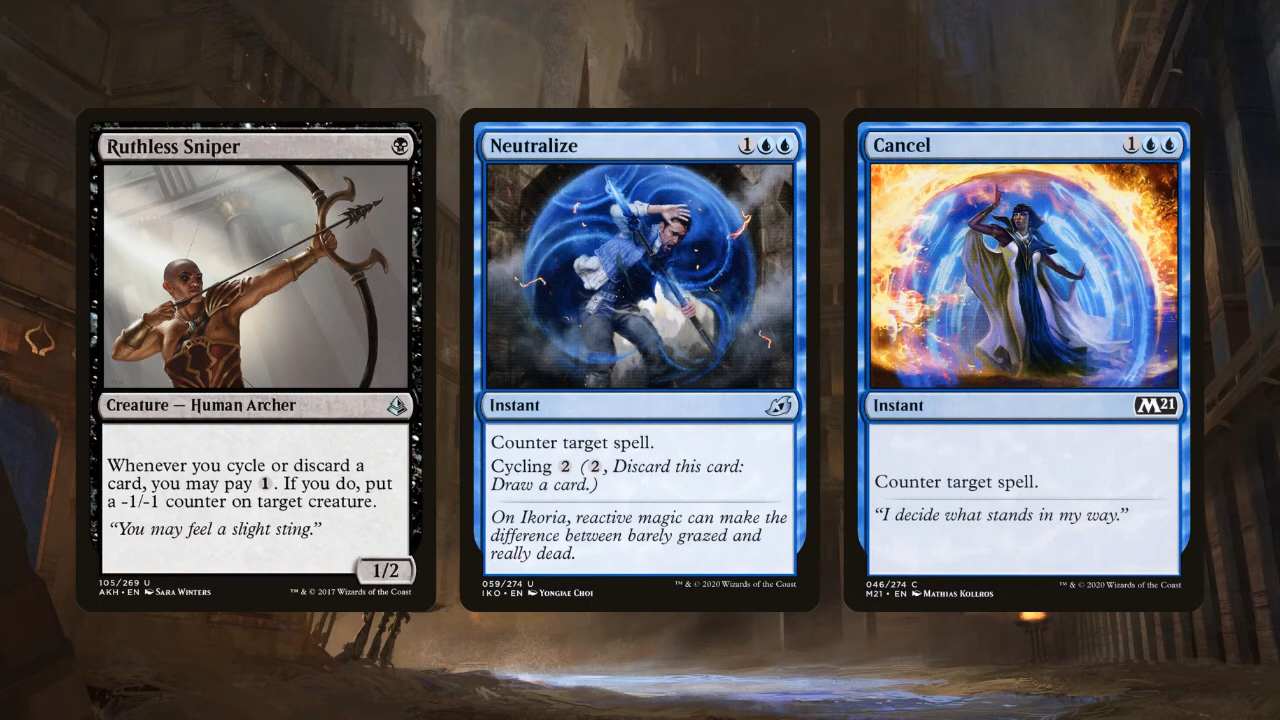 Ruthless Sniper
Creature — Human Archer
Whenever you cycle or discard a
card, you may pay 1. If you do, put
a -1/-1 counter on target creature.
“You may feel a slight sting.”
1/2
105/269 U
AKH • EN SARA WINTERS
™ & © 2017 Wizards of the Coast
Neutralize 1
Instant
Counter target spell.
Cycling 2 (2, Discard this card:
Draw a card.)
On Ikoria, reactive magic can make the
difference between barely grazed and
really dead.
059/274 U
IKO • EN YONGJAE CHOI
™ & © 2020 Wizards of the Coast
Cancel 1
Instant M21
Counter target spell.
“I decide what stands in my way.”
046/274 C
M21 • EN MATHIAS KOLLROS
™ & © 2020 Wizards of the Coast